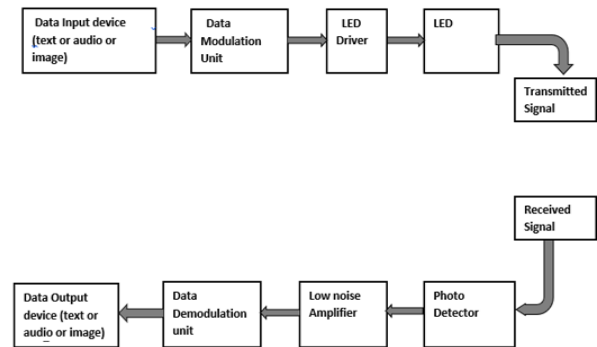 Data Input device
(text or audio or
image)
Data
Modulation
Unit
LED
Driver
LED
Transmitted
Signal
Received
Signal
Data Output
device (text or
audio or image)
Data
Demodulation
unit
Low noise
Amplifier
Photo
Detector